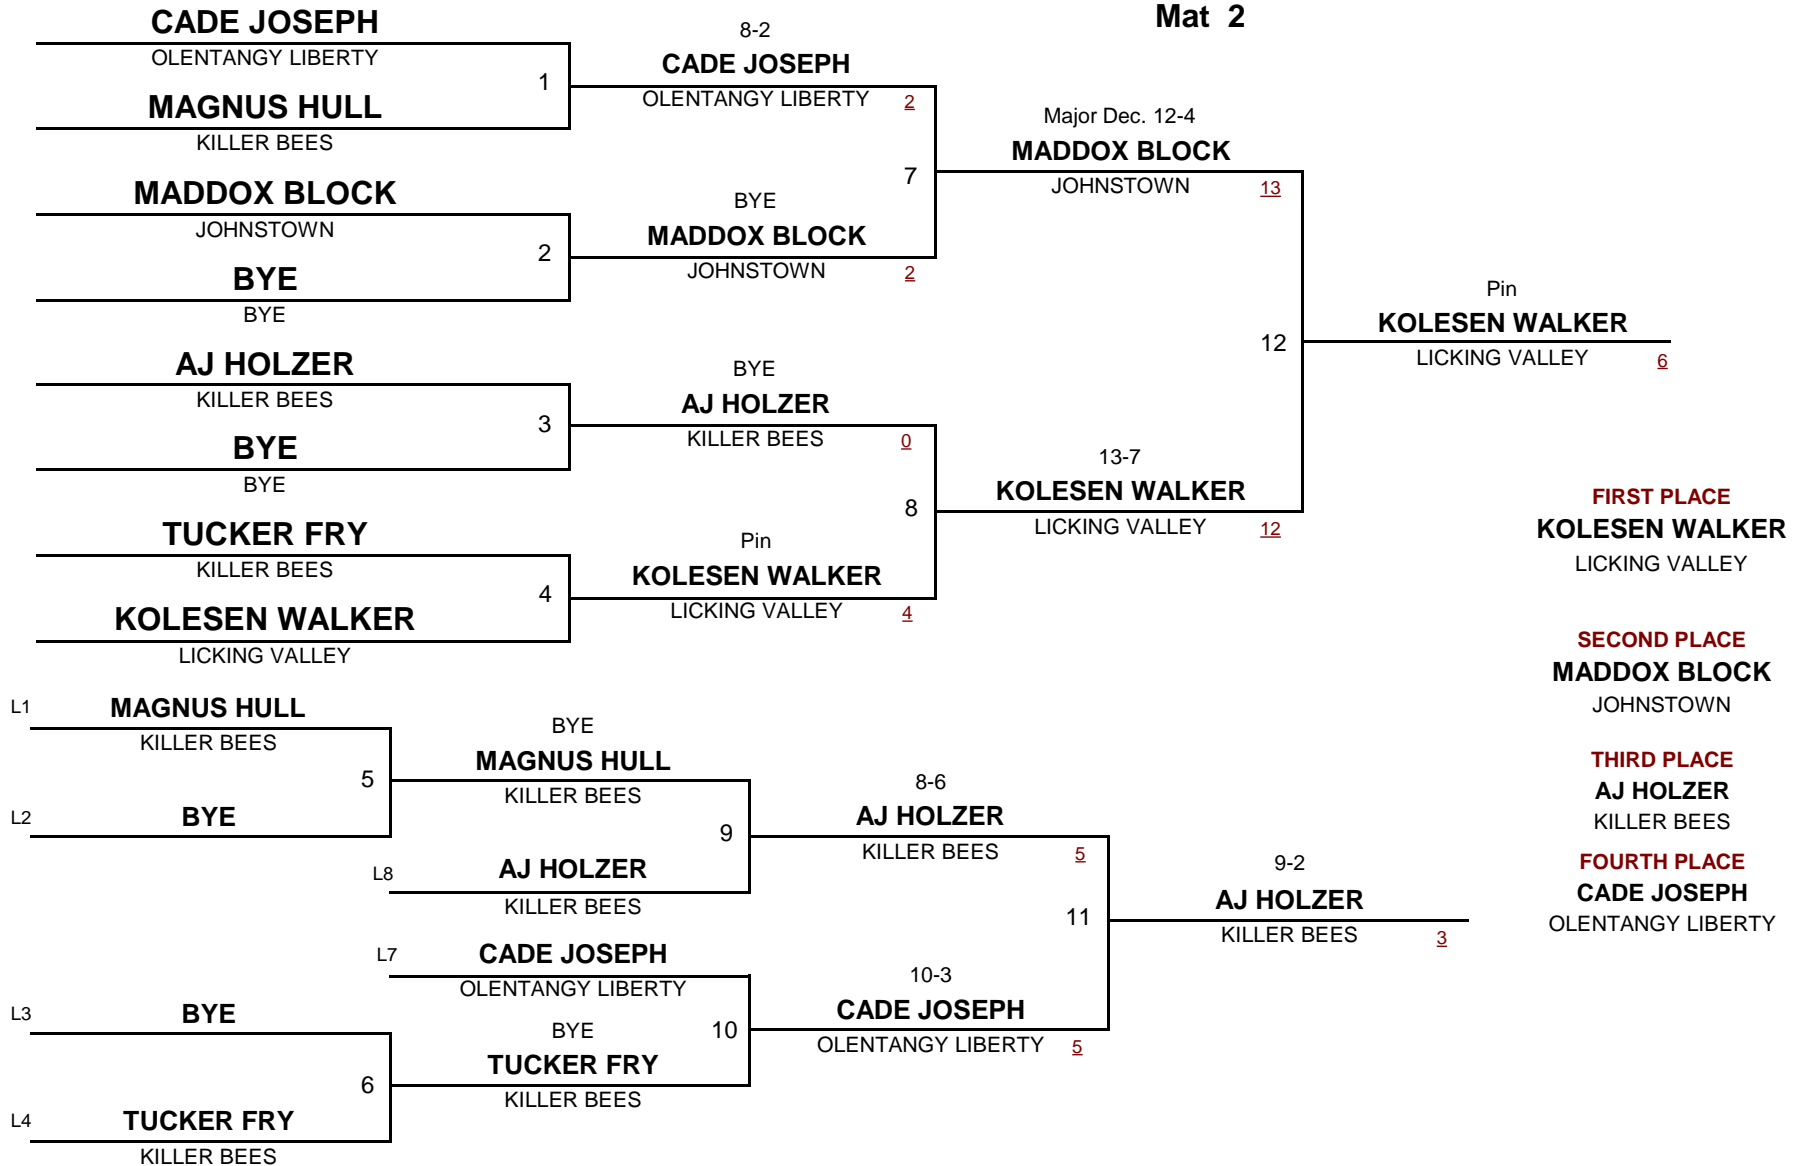 Mat 2
CADE JOSEPH
OLENTANGY LIBERTY
1
MAGNUS HULL
KILLER BEES
MADDOX BLOCK
JOHNSTOWN
2
BYE
BYE
AJ HOLZER
KILLER BEES
3
BYE
BYE
TUCKER FRY
KILLER BEES
4
KOLESEN WALKER
LICKING VALLEY
8-2
CADE JOSEPH
OLENTANGY LIBERTY 2
7
BYE
MADDOX BLOCK
JOHNSTOWN 2
BYE
AJ HOLZER
KILLER BEES 0
8
Pin
KOLESEN WALKER
LICKING VALLEY 4
Major Dec. 12-4
MADDOX BLOCK
JOHNSTOWN 13
12
13-7
KOLESEN WALKER
LICKING VALLEY 12
Pin
KOLESEN WALKER
LICKING VALLEY 6
FIRST PLACE
KOLESEN WALKER
LICKING VALLEY
SECOND PLACE
MADDOX BLOCK
JOHNSTOWN
THIRD PLACE
AJ HOLZER
KILLER BEES
FOURTH PLACE
CADE JOSEPH
OLENTANGY LIBERTY
L1 MAGNUS HULL
KILLER BEES
5
L2 BYE
BYE
MAGNUS HULL
KILLER BEES
9
L8 AJ HOLZER
KILLER BEES
L7 CADE JOSEPH
OLENTANGY LIBERTY
10
BYE
TUCKER FRY
KILLER BEES
L3 BYE
6
L4 TUCKER FRY
KILLER BEES
8-6
AJ HOLZER
KILLER BEES 5
11
10-3
CADE JOSEPH
OLENTANGY LIBERTY 5
9-2
AJ HOLZER
KILLER BEES 3